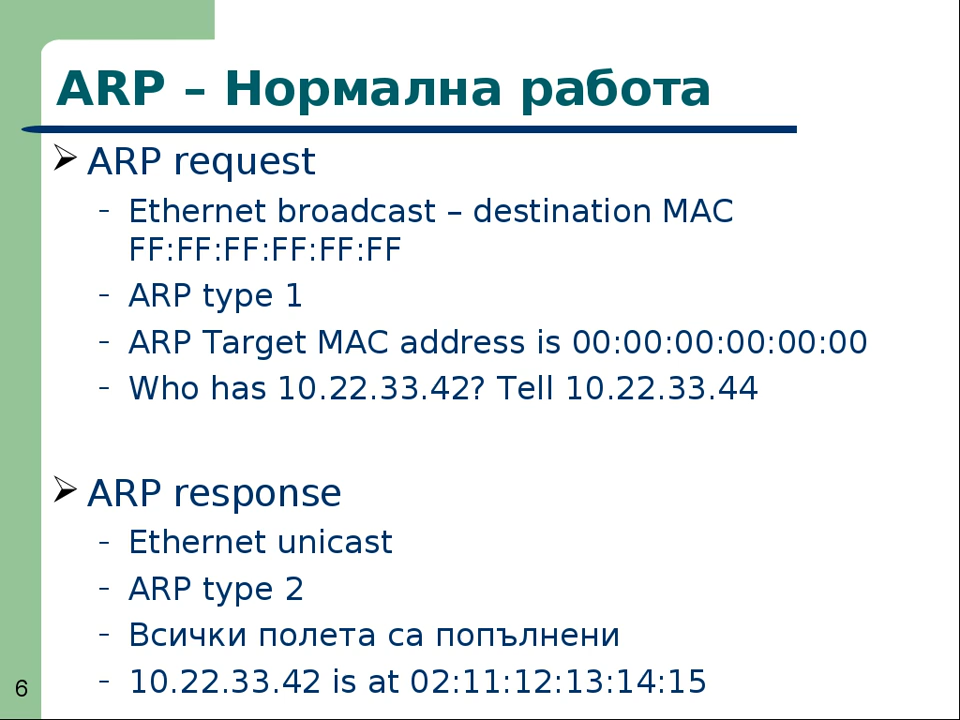 ARP – Нормална работа
ARP request
– Ethernet broadcast – destination MAC
FF:FF:FF:FF:FF:FF
– ARP type 1
– ARP Target MAC address is 00:00:00:00:00:00
– Who has 10.22.33.42? Tell 10.22.33.44
ARP response
– Ethernet unicast
– ARP type 2
– Всички полета са попълнени
– 10.22.33.42 is at 02:11:12:13:14:15
6